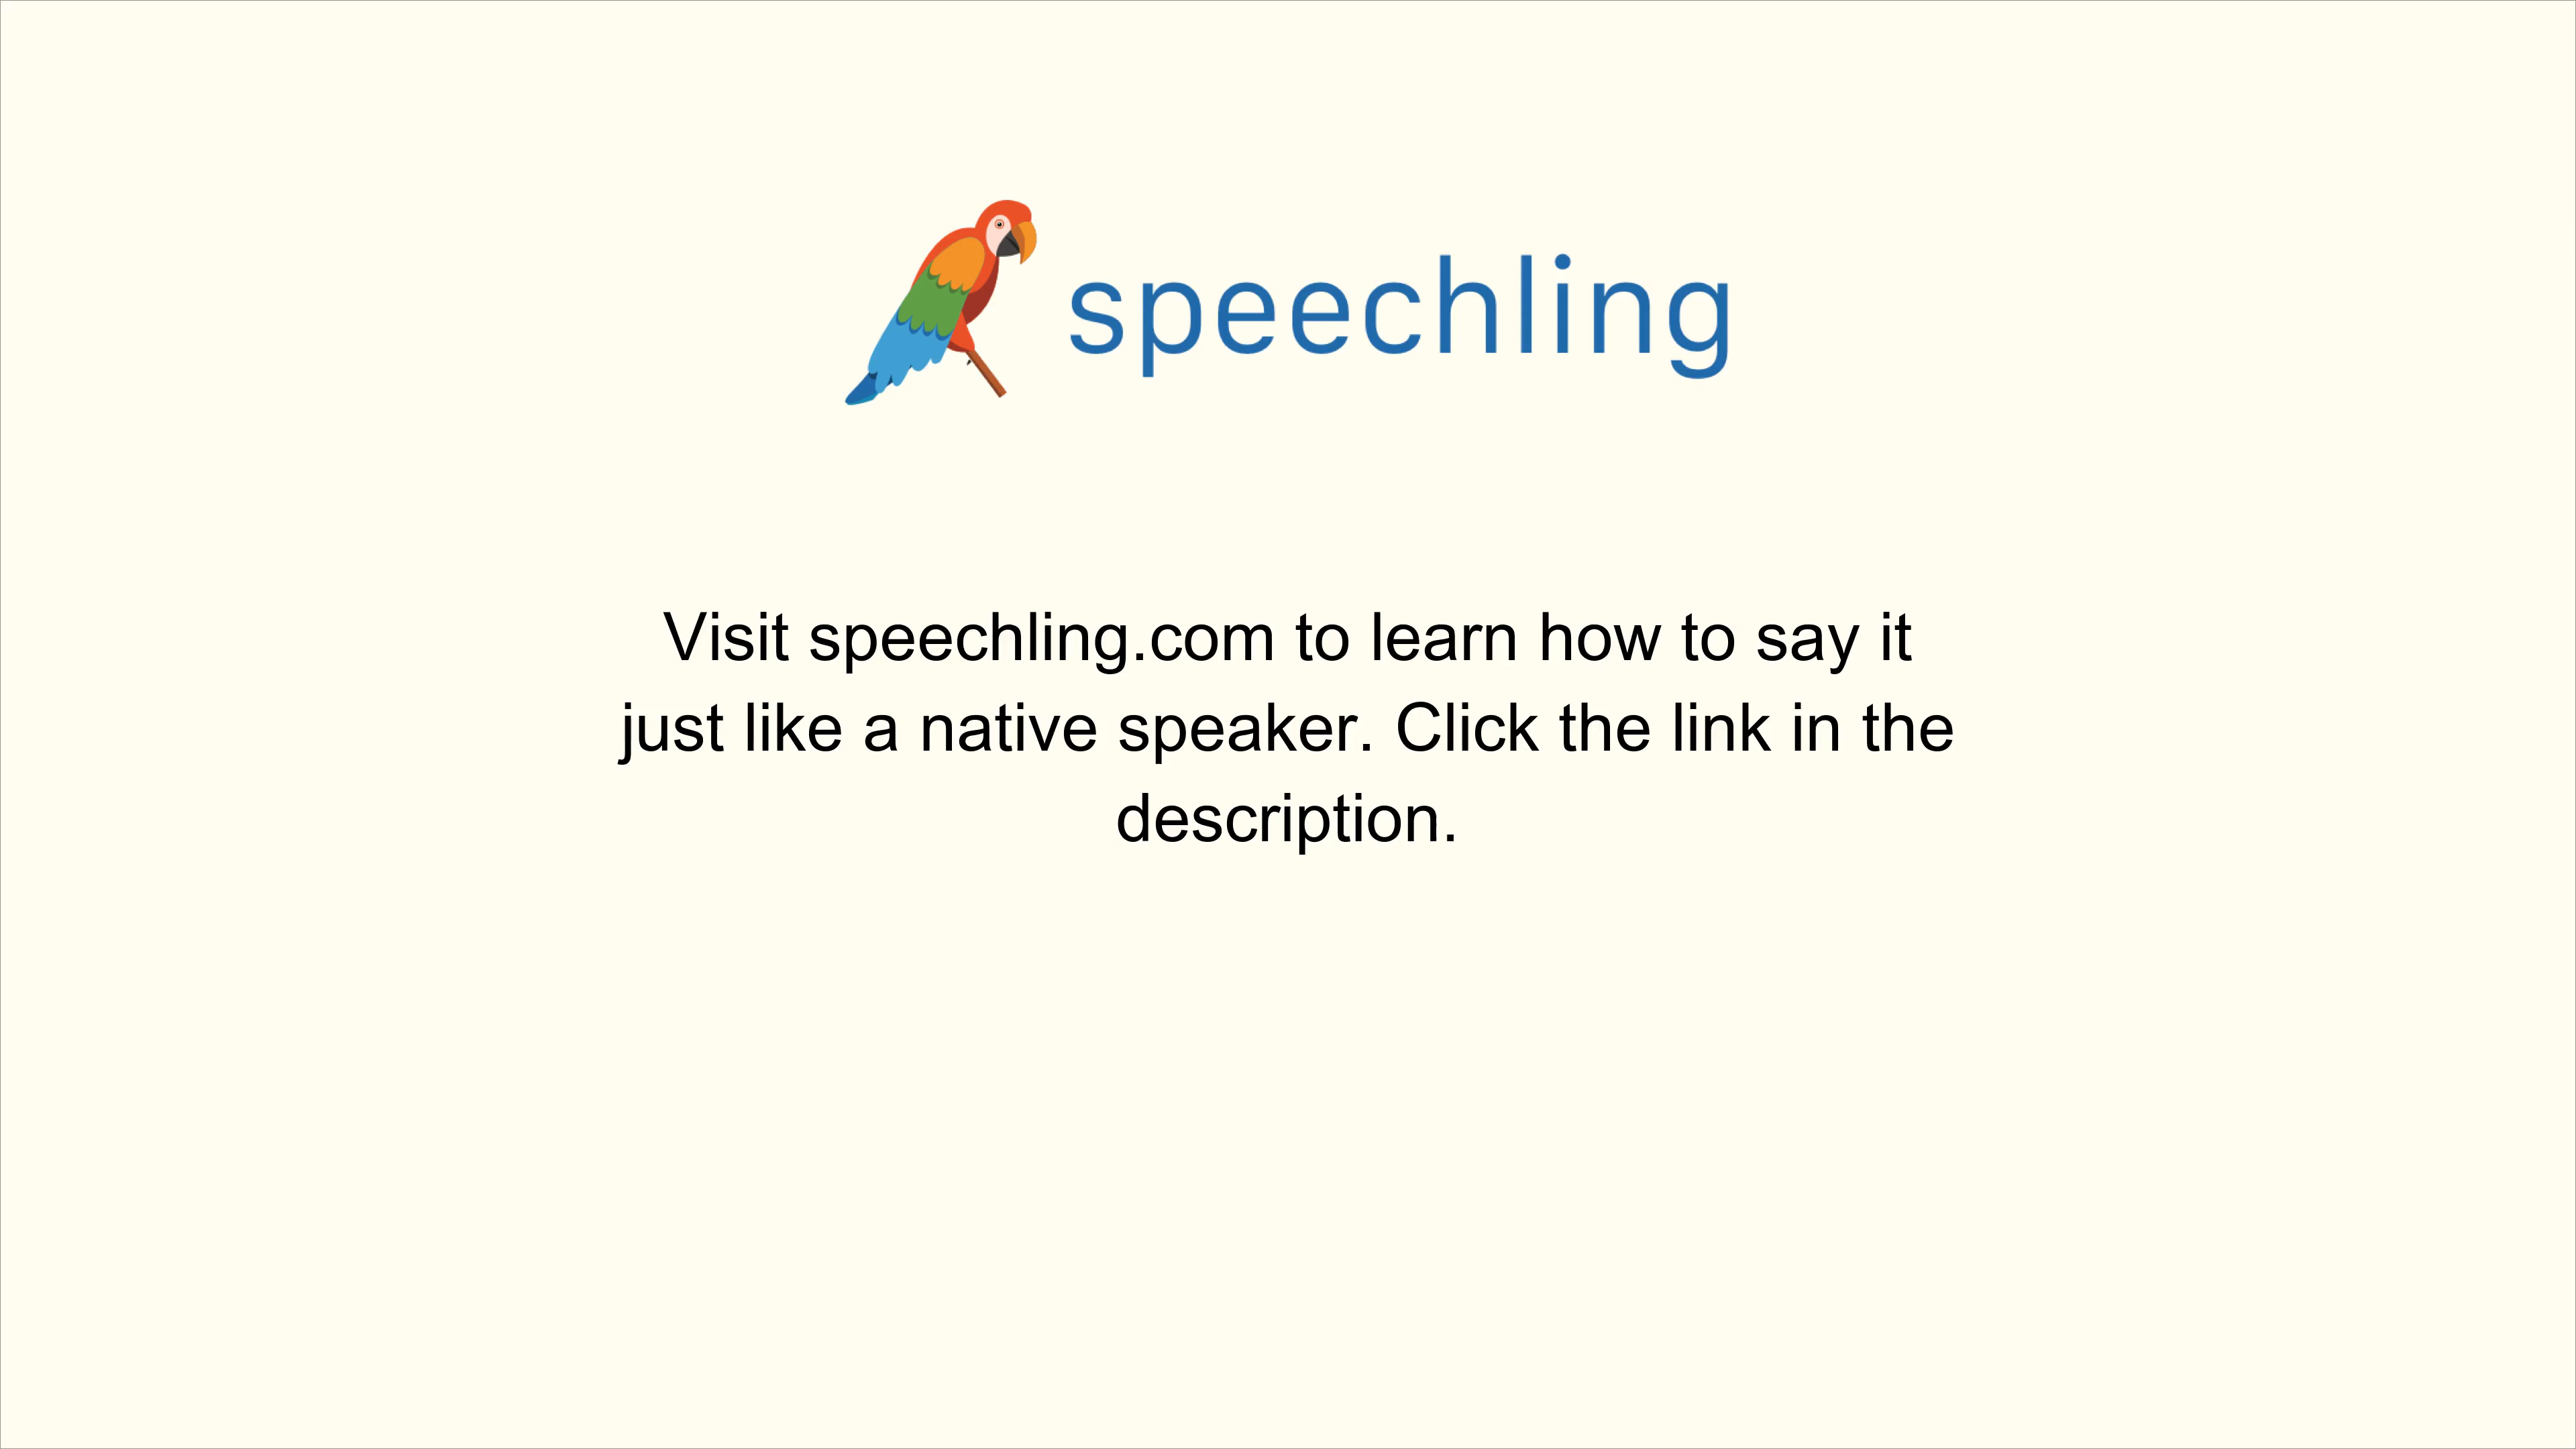 speechling
Visit speechling.com to learn how to say it
just like a native speaker. Click the link in the
description.